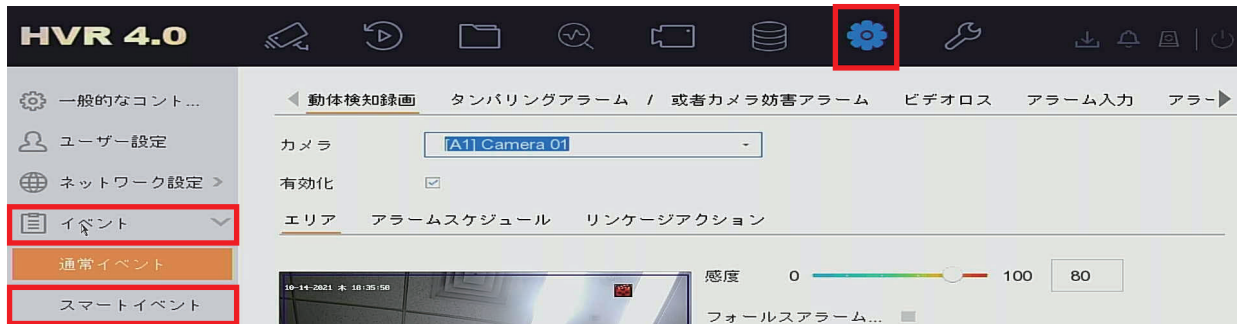 HVR 4.0
一般的なコント...
ユーザー設定
ネットワーク設定 >
イベント
通常イベント
スマートイベント
動体検知録画 タンパリングアラーム / 或者カメラ妨害アラーム ビデオロス アラーム入力 アラー
カメラ [A1] Camera 01
有効化
エリア アラームスケジュール リンケージアクション
10-14-2021 木 18:35:50
感度 0 100 80
フォールスアラーム...